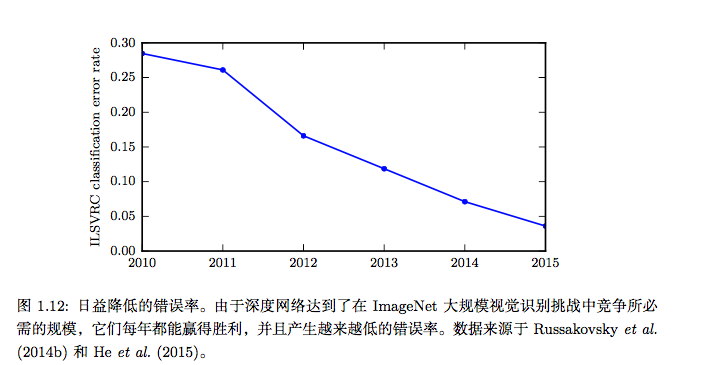 0.30
0.25
0.20
0.15
0.10
0.05
0.00
ILSVRC classification error rate
2010 2011 2012 2013 2014 2015
图 1.12: 日益降低的错误率。由于深度网络达到了在 ImageNet 大规模视觉识别挑战中竞争所必
需的规模，它们每年都能赢得胜利，并且产生越来越低的错误率。数据来源于 Russakovsky et al.
(2014b) 和 He et al. (2015)。